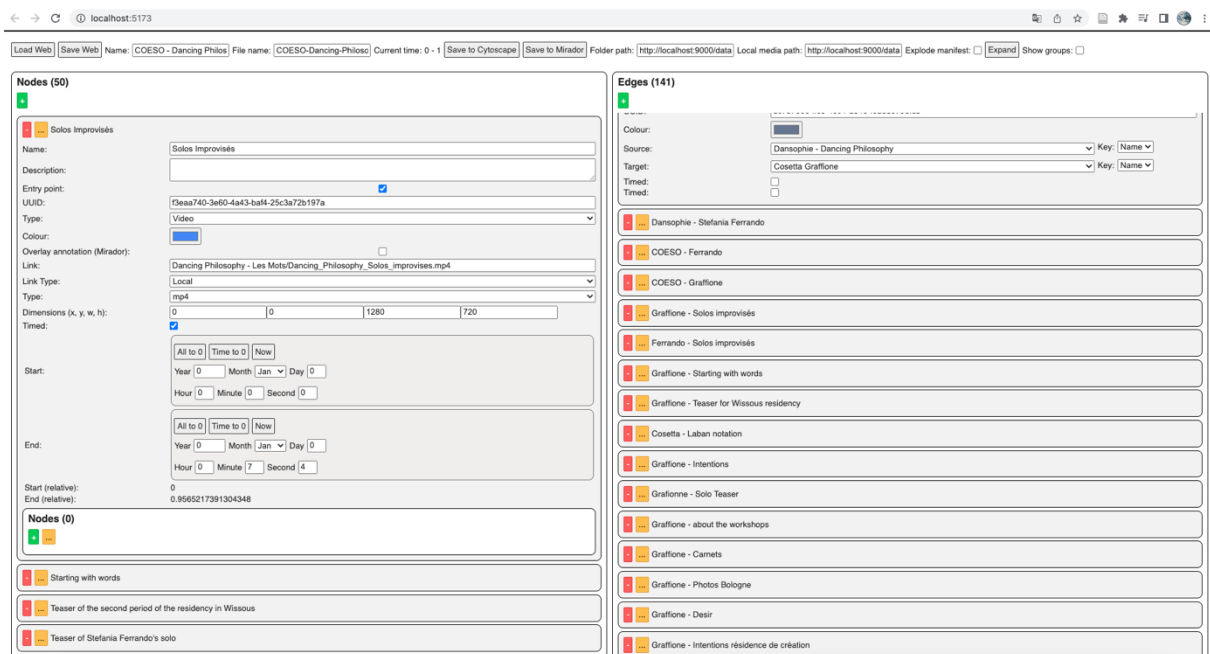 localhost:5173
Load Web Save Web Name: COESO - Dancing Philos File name: COESO-Dancing-Philosc Current time: 0 - 1 Save to Cytoscape Save to Mirador Folder path: http://localhost:9000/data Local media path: http://localhost:9000/data Explode manifest: Expand Show groups:
Nodes (50)
+
- ... Solos Improvisés
Name: Solos Improvisés
Description:
Entry point:
UUID: f3eaa740-3e60-4a43-baf4-25c3a72b197a
Type: Video
Colour:
Overlay annotation (Mirador):
Link: Dancing Philosophy - Les Mots/Dancing_Philosophy_Solos_improvises.mp4
Link Type: Local
Type: mp4
Dimensions (x, y, w, h): 0 0 1280 720
Timed:
Start:
All to 0 Time to 0 Now
Year 0 Month Jan Day 0
Hour 0 Minute 0 Second 0
End:
All to 0 Time to 0 Now
Year 0 Month Jan Day 0
Hour 0 Minute 7 Second 4
Start (relative): 0
End (relative): 0.9565217391304348
Nodes (0)
+ ...
- ... Starting with words
- ... Teaser of the second period of the residency in Wissous
- ... Teaser of Stefania Ferrando's solo
Edges (141)
+
Colour:
Source: Dansophie - Dancing Philosophy Key: Name
Target: Cosetta Graffione Key: Name
Timed:
Timed:
- ... Dansophie - Stefania Ferrando
- ... COESO - Ferrando
- ... COESO - Graffione
- ... Graffione - Solos improvisés
- ... Ferrando - Solos improvisés
- ... Graffione - Starting with words
- ... Graffione - Teaser for Wissous residency
- ... Cosetta - Laban notation
- ... Graffione - Intentions
- ... Grafionne - Solo Teaser
- ... Graffione - about the workshops
- ... Graffione - Carnets
- ... Graffione - Photos Bologne
- ... Graffione - Desir
- ... Graffione - Intentions résidence de création